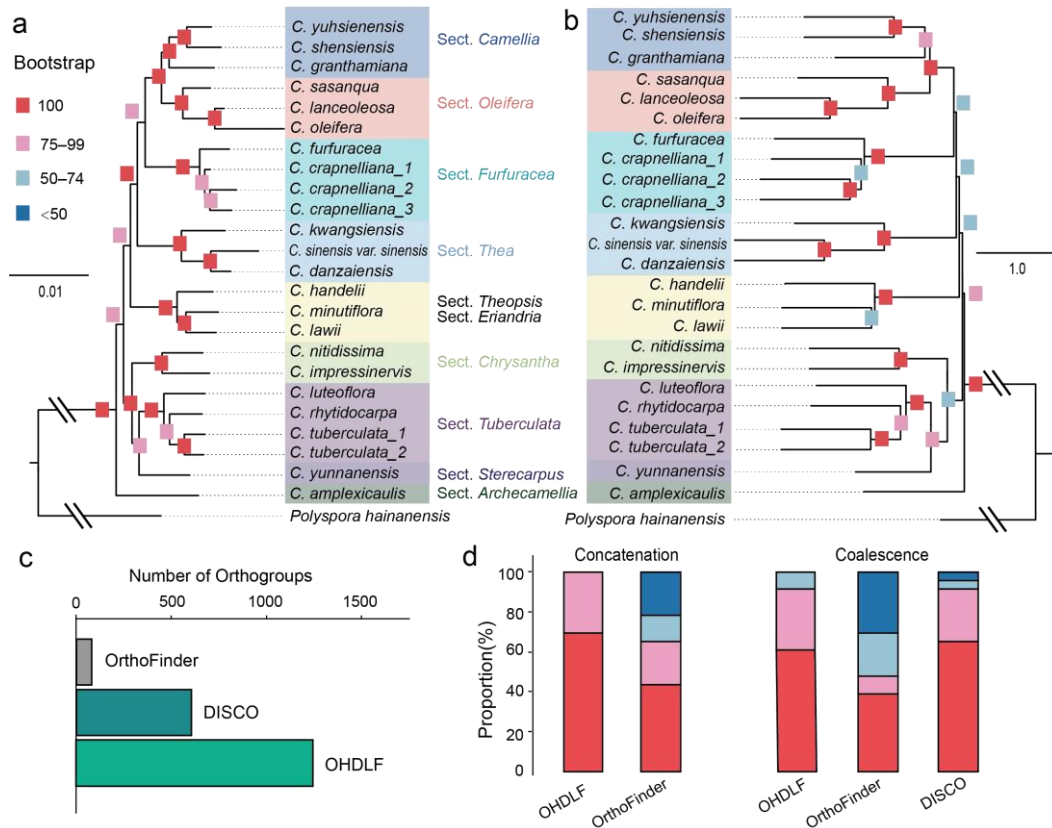 a
Bootstrap
100
75–99
50–74
<50
0.01
C. yuhsienensis
C. shensiensis
C. granthamiana
C. sasanqua
C. lanceoleosa
C. oleifera
C. furfuracea
C. crapnelliana_1
C. crapnelliana_2
C. crapnelliana_3
C. kwangsiensis
C. sinensis var. sinensis
C. danzaiensis
C. handelii
C. minutiflora
C. lawii
C. nitidissima
C. impressinervis
C. luteoflora
C. rhytidocarpa
C. tuberculata_1
C. tuberculata_2
C. yunnanensis
C. amplexicaulis
Polyspora hainanensis
Sect. Camellia
Sect. Oleifera
Sect. Furfuracea
Sect. Thea
Sect. Theopsis
Sect. Eriandria
Sect. Chrysantha
Sect. Tuberculata
Sect. Sterecarpus
Sect. Archecamellia
b
C. yuhsienensis
C. shensiensis
C. granthamiana
C. sasanqua
C. lanceoleosa
C. oleifera
C. furfuracea
C. crapnelliana_1
C. crapnelliana_2
C. crapnelliana_3
C. kwangsiensis
C. sinensis var. sinensis
C. danzaiensis
C. handelii
C. minutiflora
C. lawii
C. nitidissima
C. impressinervis
C. luteoflora
C. rhytidocarpa
C. tuberculata_1
C. tuberculata_2
C. yunnanensis
C. amplexicaulis
Polyspora hainanensis
1.0
c
Number of Orthogroups
0 500 1000 1500
OrthoFinder
DISCO
OHDLF
d
Concatenation Coalescence
Proportion(%)
100
80
60
40
20
0
OHDLF OrthoFinder OHDLF OrthoFinder DISCO